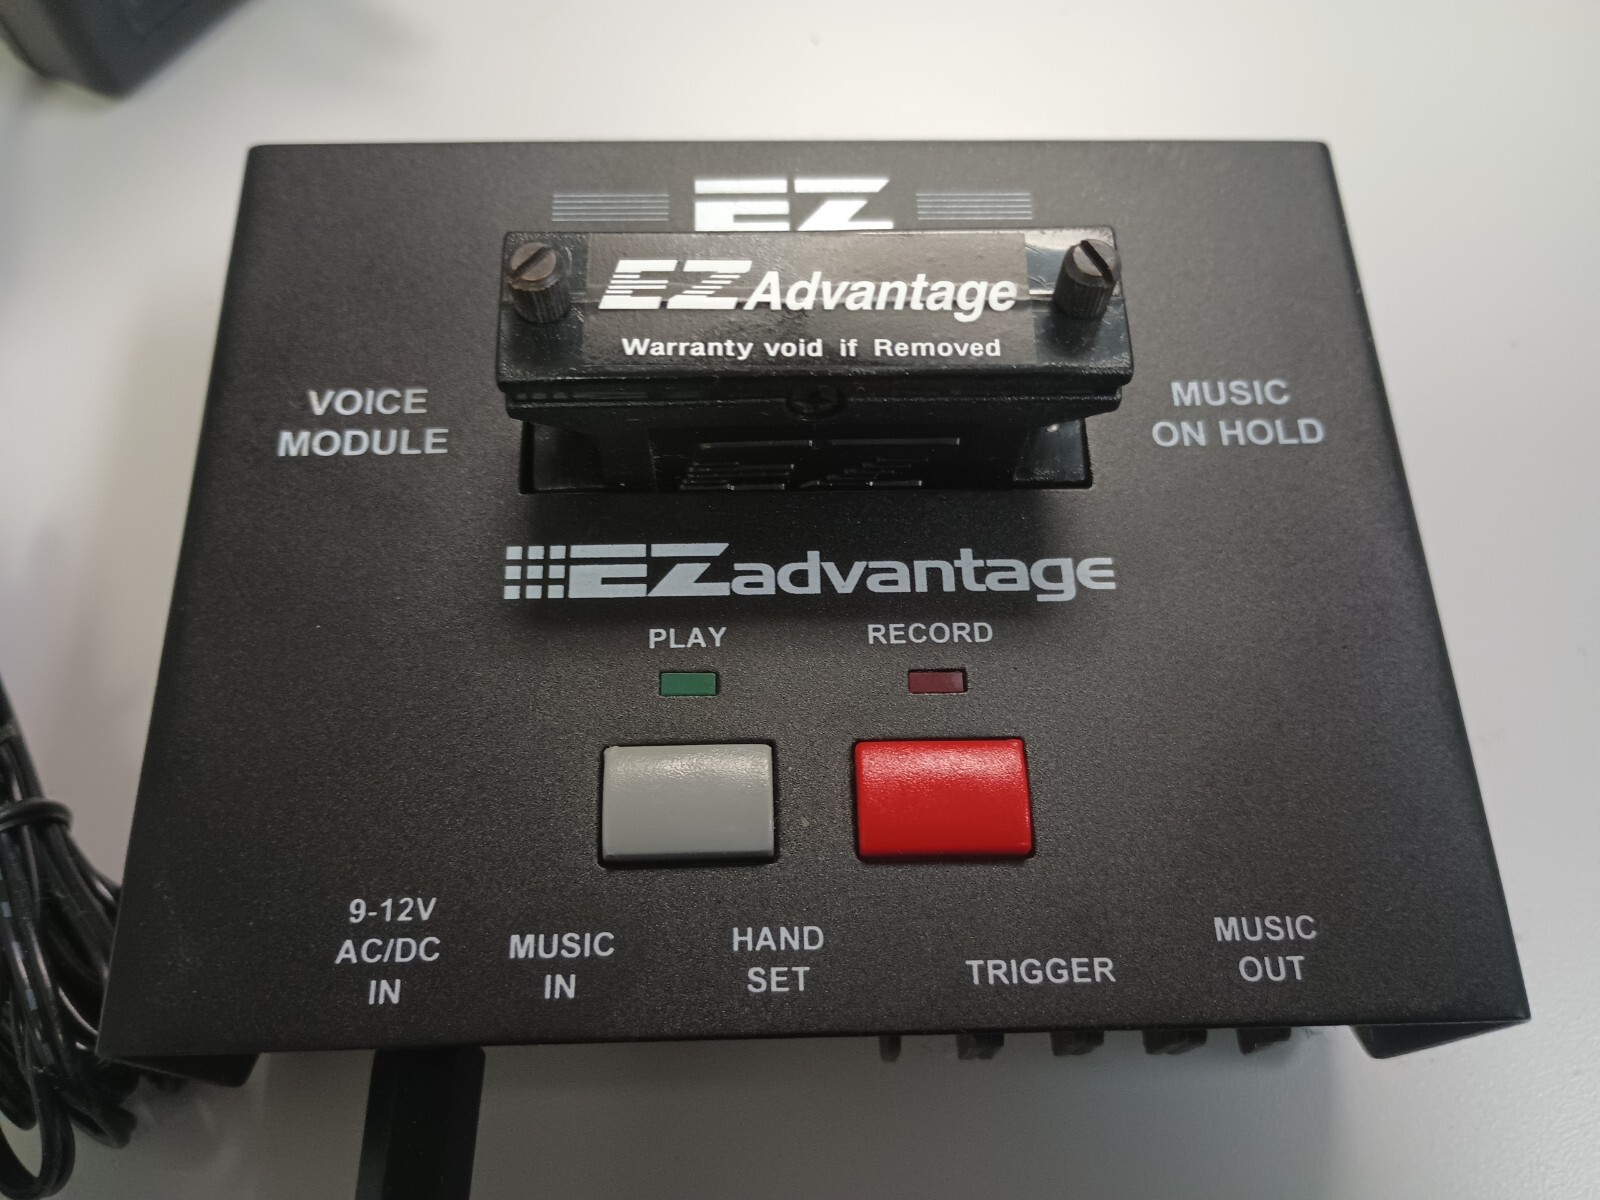 EZ
EZ Advantage
Warranty void if Removed
VOICE
MODULE
MUSIC
ON HOLD
EZadvantage
PLAY
RECORD
9-12V
AC/DC
IN
MUSIC
IN
HAND
SET
TRIGGER
MUSIC
OUT